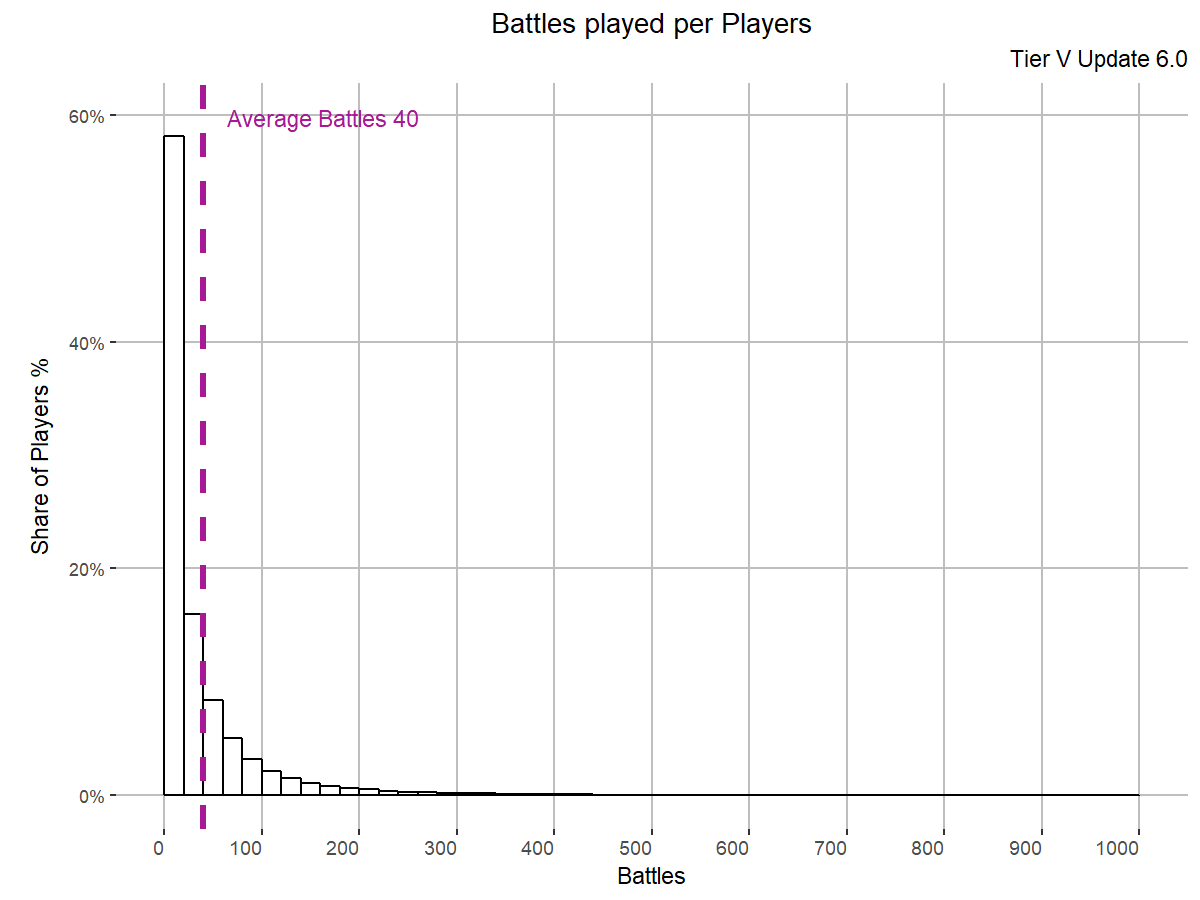 Battles played per Players
Tier V Update 6.0
Average Battles 40
60%
40%
20%
0%
Share of Players %
0 100 200 300 400 500 600 700 800 900 1000
Battles